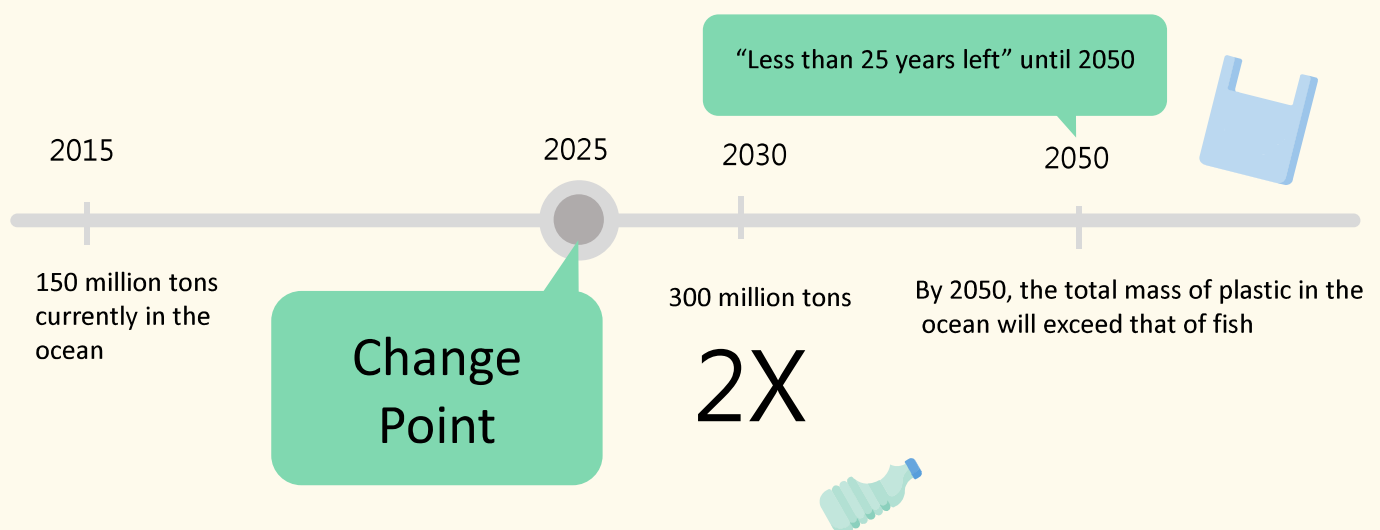 “Less than 25 years left” until 2050
2015
2025
2030
2050
150 million tons
currently in the
ocean
Change
Point
300 million tons
2X
By 2050, the total mass of plastic in the
ocean will exceed that of fish